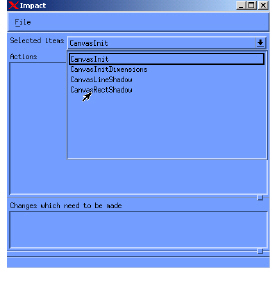 Impact
File
Selected items CanvasInit
Actions
CanvasInit
CanvasInitDimensions
CanvasLineShadow
CanvasRectShadow
Changes which need to be made